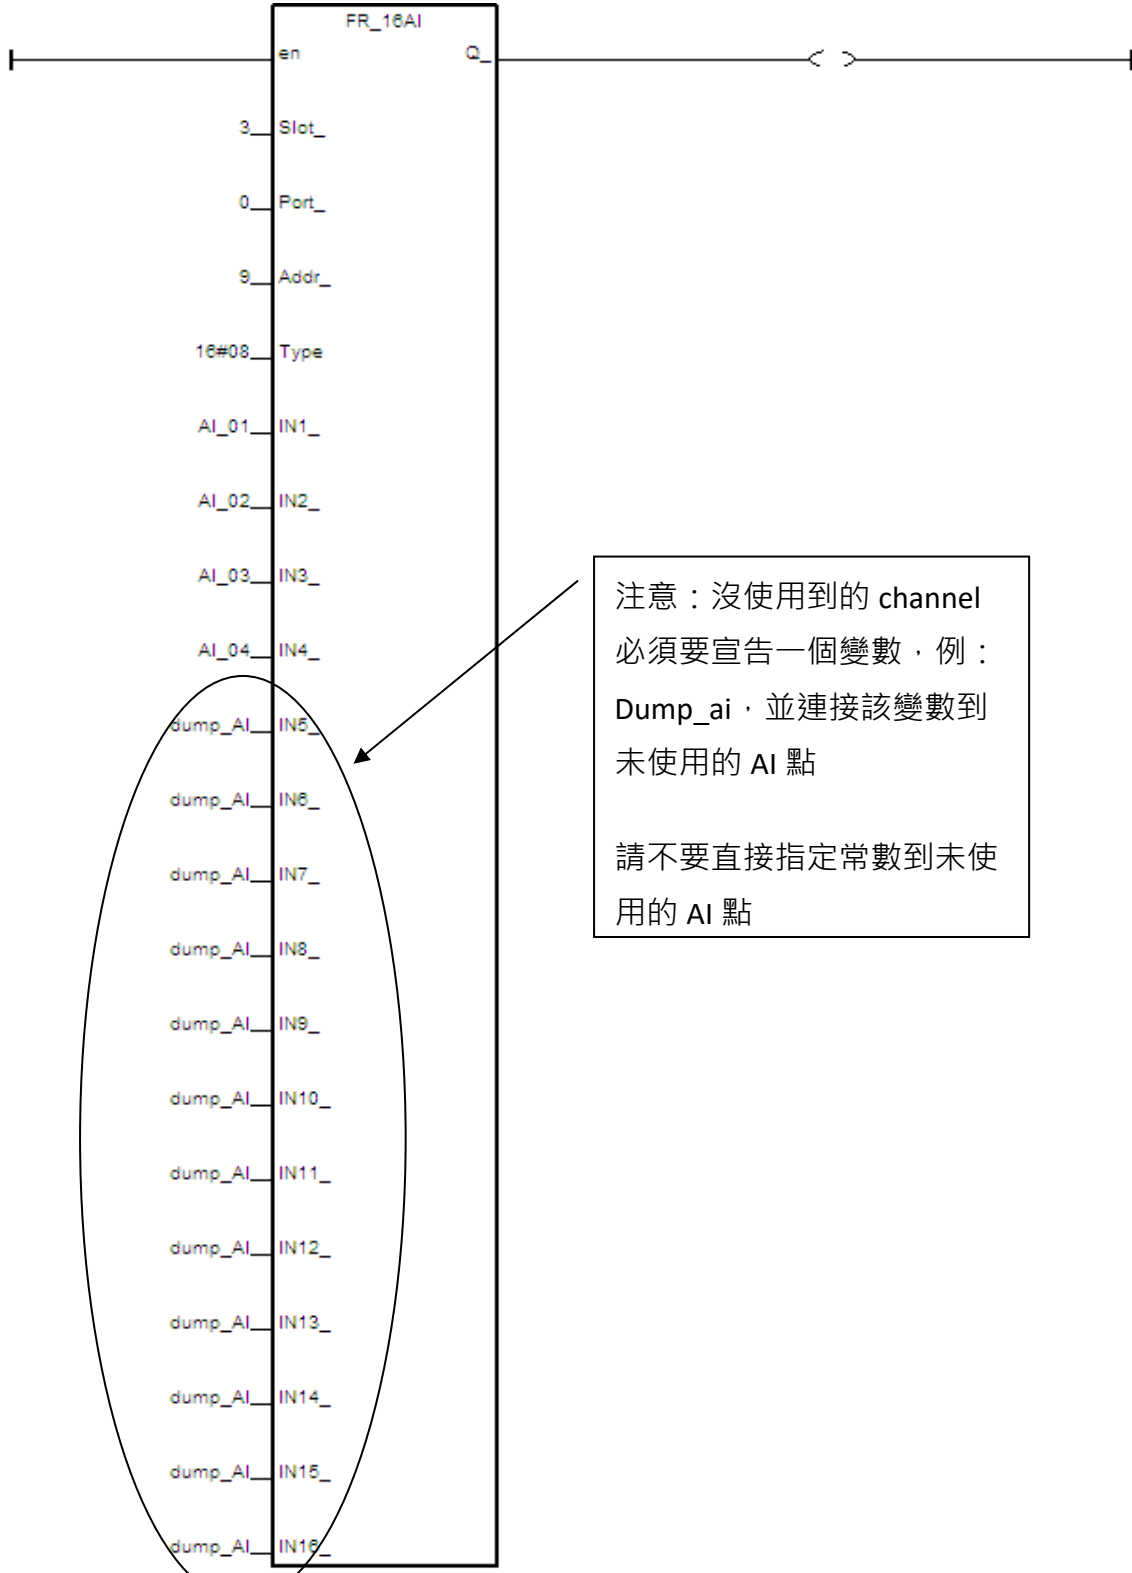 FR_16AI
en Q_
3 Slot_
0 Port_
9 Addr_
16#08 Type
AI_01 IN1_
AI_02 IN2_
AI_03 IN3_
AI_04 IN4_
dump_AI IN5_
dump_AI IN6_
dump_AI IN7_
dump_AI IN8_
dump_AI IN9_
dump_AI IN10_
dump_AI IN11_
dump_AI IN12_
dump_AI IN13_
dump_AI IN14_
dump_AI IN15_
dump_AI IN16_
注意：沒使用到的 channel
必須要宣告一個變數，例：
Dump_ai，並連接該變數到
未使用的 AI 點
請不要直接指定常數到未使
用的 AI 點